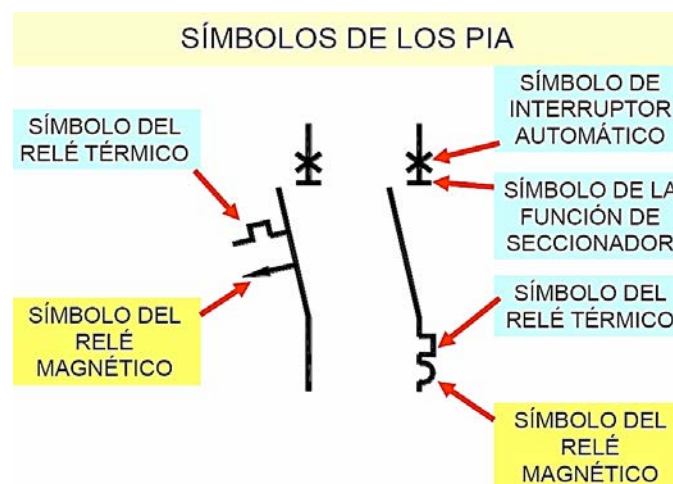 SÍMBOLOS DE LOS PIA
SÍMBOLO DEL
RELÉ TÉRMICO
SÍMBOLO DEL
RELÉ
MAGNÉTICO
SÍMBOLO DE
INTERRUPTOR
AUTOMÁTICO
SÍMBOLO DE LA
FUNCIÓN DE
SECCIONADOR
SÍMBOLO DEL
RELÉ TÉRMICO
SÍMBOLO DEL
RELÉ
MAGNÉTICO